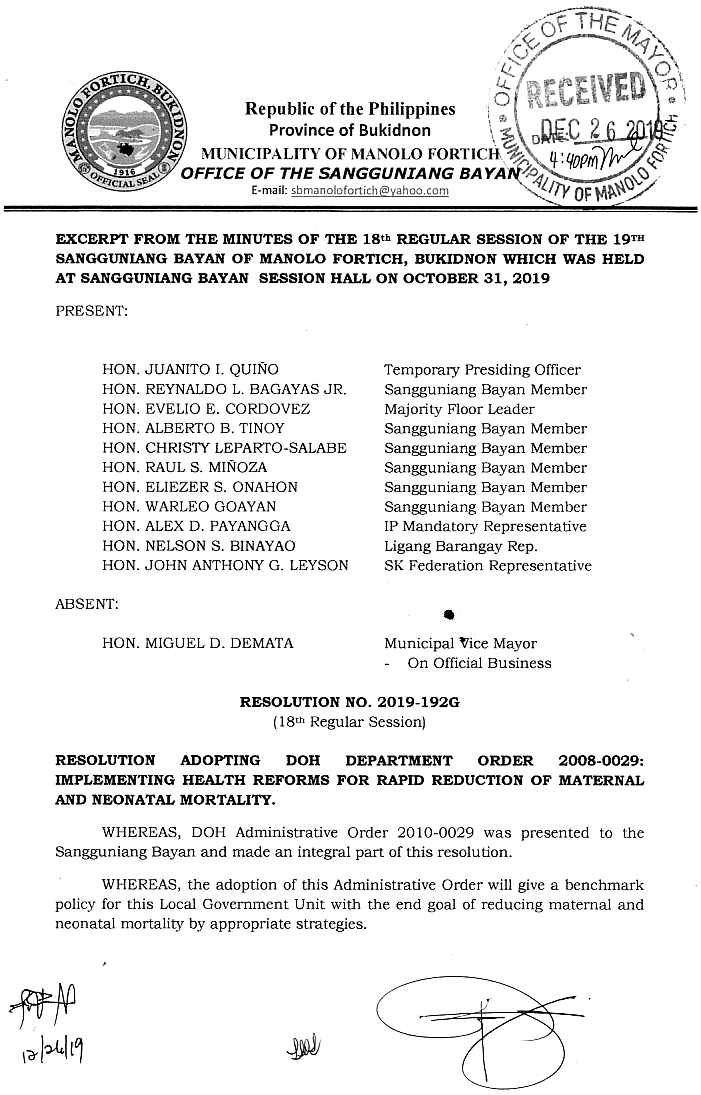 OFFICE OF THE MAYOR
RECEIVED
DATE: DEC 26 2019
4:40pm
MUNICIPALITY OF MANOLO FORTICH
MANOLO FORTICH, BUKIDNON
1916
OFFICIAL SEAL
Republic of the Philippines
Province of Bukidnon
MUNICIPALITY OF MANOLO FORTICH
OFFICE OF THE SANGGUNIANG BAYAN
E-mail: sbmanolofortich@yahoo.com
EXCERPT FROM THE MINUTES OF THE 18th REGULAR SESSION OF THE 19TH
SANGGUNIANG BAYAN OF MANOLO FORTICH, BUKIDNON WHICH WAS HELD
AT SANGGUNIANG BAYAN SESSION HALL ON OCTOBER 31, 2019
PRESENT:
HON. JUANITO I. QUIÑO Temporary Presiding Officer
HON. REYNALDO L. BAGAYAS JR. Sangguniang Bayan Member
HON. EVELIO E. CORDOVEZ Majority Floor Leader
HON. ALBERTO B. TINOY Sangguniang Bayan Member
HON. CHRISTY LEPARTO-SALABE Sangguniang Bayan Member
HON. RAUL S. MIÑOZA Sangguniang Bayan Member
HON. ELIEZER S. ONAHON Sangguniang Bayan Member
HON. WARLEO GOAYAN Sangguniang Bayan Member
HON. ALEX D. PAYANGGA IP Mandatory Representative
HON. NELSON S. BINAYAO Ligang Barangay Rep.
HON. JOHN ANTHONY G. LEYSON SK Federation Representative
ABSENT:
HON. MIGUEL D. DEMATA Municipal Vice Mayor
- On Official Business
RESOLUTION NO. 2019-192G
(18th Regular Session)
RESOLUTION ADOPTING DOH DEPARTMENT ORDER 2008-0029:
IMPLEMENTING HEALTH REFORMS FOR RAPID REDUCTION OF MATERNAL
AND NEONATAL MORTALITY.
WHEREAS, DOH Administrative Order 2010-0029 was presented to the
Sangguniang Bayan and made an integral part of this resolution.
WHEREAS, the adoption of this Administrative Order will give a benchmark
policy for this Local Government Unit with the end goal of reducing maternal and
neonatal mortality by appropriate strategies.
12/26/19